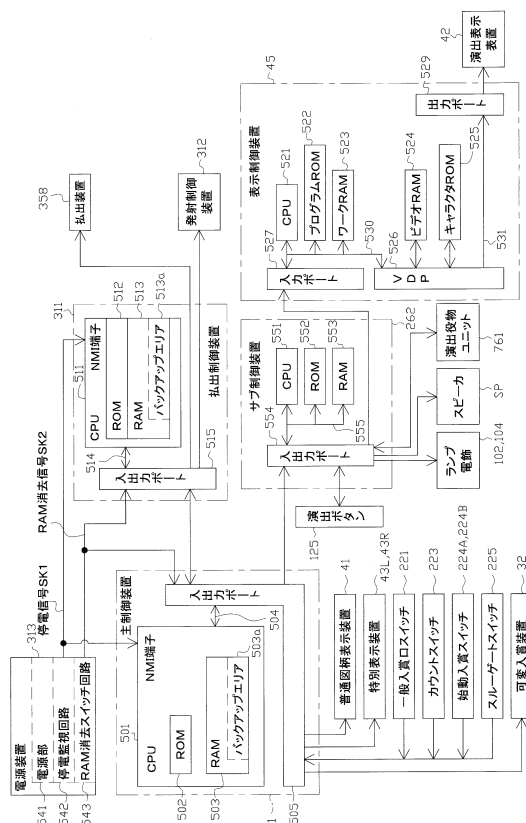 電源装置
313
541
電源部
542
停電監視回路
543
RAM消去スイッチ回路
停電信号SK1
RAM消去信号SK2
主制御装置
501
CPU
NMI端子
ROM
502
RAM
503
503a
バックアップエリア
504
入出力ポート
505
1
311
払出制御装置
511
CPU
NMI端子
ROM
512
RAM
513
513a
バックアップエリア
514
入出力ポート
515
358
払出装置
312
発射制御
装置
サブ制御装置
262
CPU
551
ROM
552
RAM
553
554
入出力ポート
555
演出ボタン
125
ランプ
電飾
102,104
スピーカ
SP
演出役物
ユニット
761
45
表示制御装置
CPU
521
プログラムROM
522
ワークRAM
523
ビデオRAM
524
キャラクタROM
525
VDP
526
入力ポート
527
530
531
出力ポート
529
42
演出表示
装置
普通図柄表示装置
41
特別表示装置
43L,43R
一般入賞口スイッチ
221
カウントスイッチ
223
始動入賞スイッチ
224A,224B
スルーゲートスイッチ
225
可変入賞装置
32